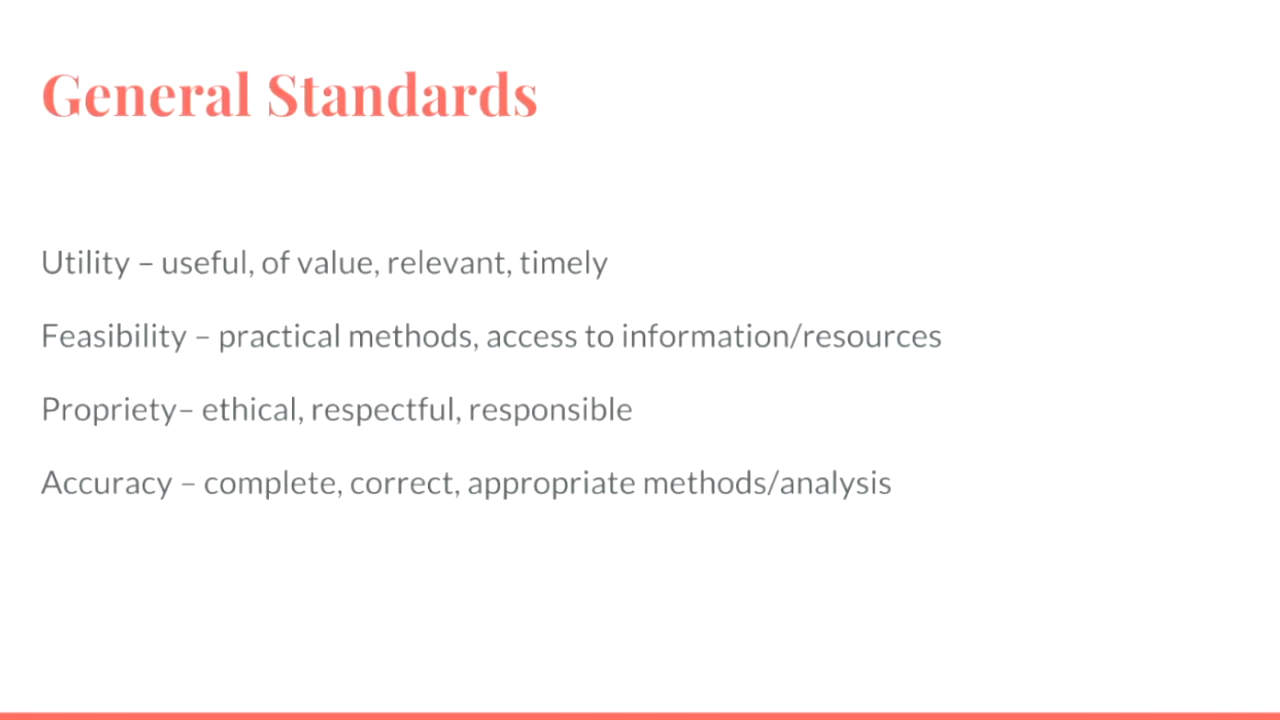 General Standards
Utility – useful, of value, relevant, timely
Feasibility – practical methods, access to information/resources
Propriety– ethical, respectful, responsible
Accuracy – complete, correct, appropriate methods/analysis